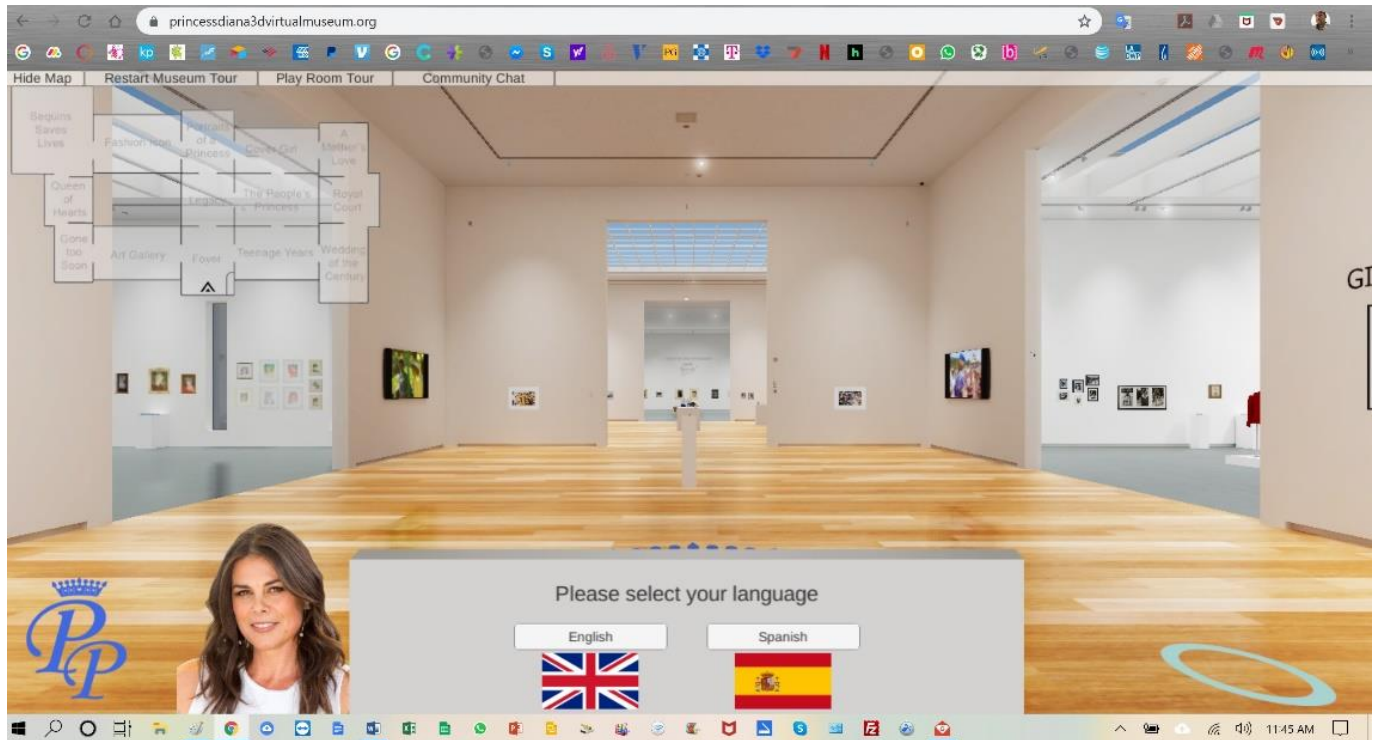 princessdiana3dvirtualmuseum.org
Hide Map
Restart Museum Tour
Play Room Tour
Community Chat
Sequins
Saves
Lives
Fashion Icon
Portraits
of a
Princess
Cover Girl
A
Mother's
Love
Queen
of
Hearts
Legacy
The People's
Princess
Royal
Court
Gone
too
Soon
Art Gallery
Foyer
Teenage Years
Wedding
of the
Century
GI
Please select your language
English
Spanish
PP
11:45 AM